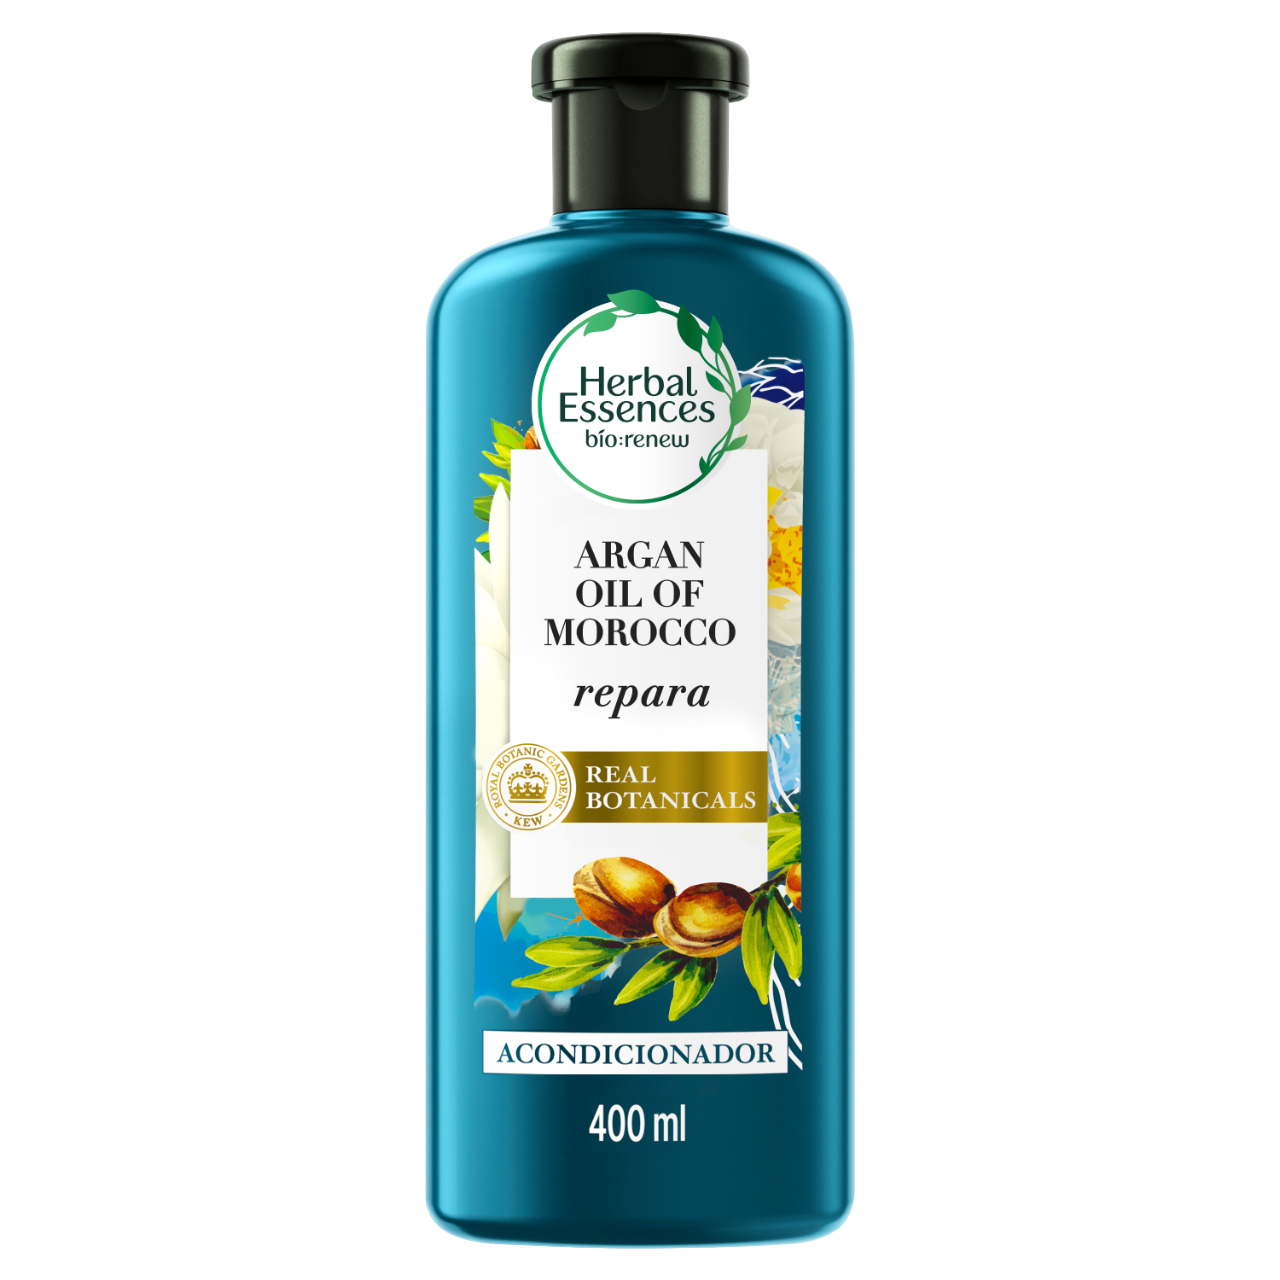 Herbal
Essences
bío:renew
ARGAN
OIL OF
MOROCCO
repara
ROYAL BOTANIC GARDENS
· KEW ·
REAL
BOTANICALS
ACONDICIONADOR
400 ml